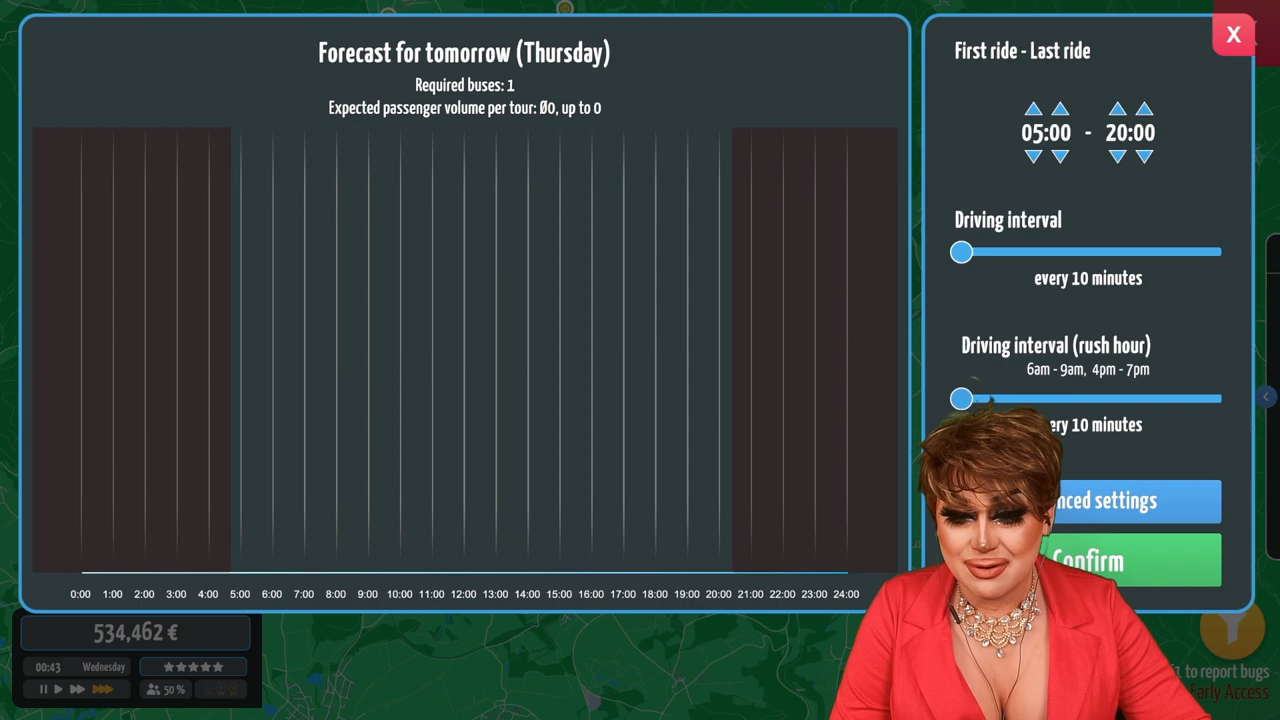 Forecast for tomorrow (Thursday)
Required buses: 1
Expected passenger volume per tour: Ø0, up to 0
0:00 1:00 2:00 3:00 4:00 5:00 6:00 7:00 8:00 9:00 10:00 11:00 12:00 13:00 14:00 15:00 16:00 17:00 18:00 19:00 20:00 21:00 22:00 23:00 24:00
X
First ride - Last ride
05:00 - 20:00
Driving interval
every 10 minutes
Driving interval (rush hour)
6am - 9am, 4pm - 7pm
10 minutes
settings
Confirm
534,462 €
00:43 Wednesday
50 %
to report bugs
Early Access